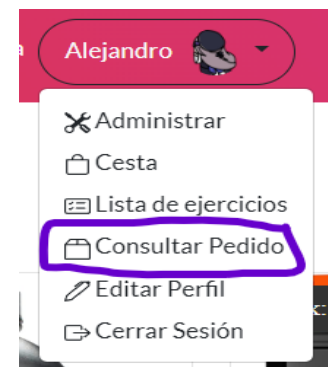 Alejandro
Administrar
Cesta
Lista de ejercicios
Consultar Pedido
Editar Perfil
Cerrar Sesión